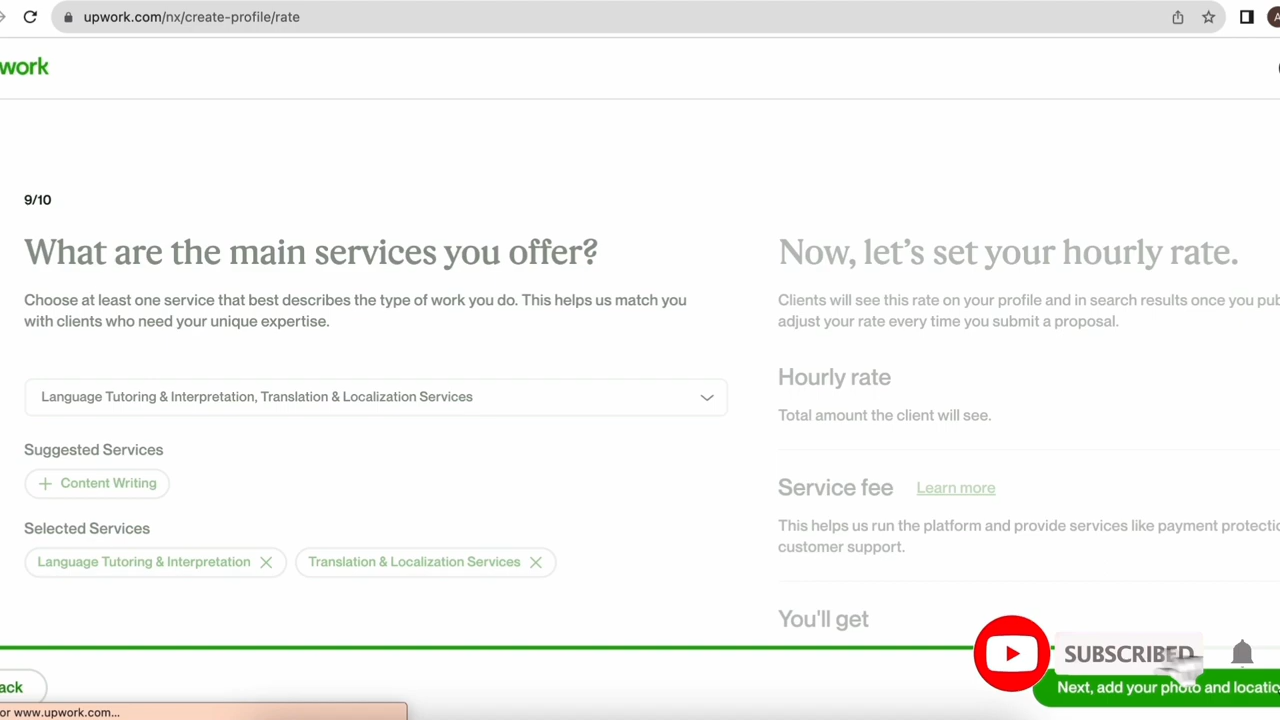 upwork.com/nx/create-profile/rate
work
9/10
What are the main services you offer?
Choose at least one service that best describes the type of work you do. This helps us match you
with clients who need your unique expertise.
Language Tutoring & Interpretation, Translation & Localization Services
Suggested Services
Content Writing
Selected Services
Language Tutoring & Interpretation
Translation & Localization Services
Now, let's set your hourly rate.
Clients will see this rate on your profile and in search results once you pub
adjust your rate every time you submit a proposal.
Hourly rate
Total amount the client will see.
Service fee Learn more
This helps us run the platform and provide services like payment protectio
customer support.
You'll get
SUBSCRIBED
ack
Next, add your photo and locatio
or www.upwork.com...